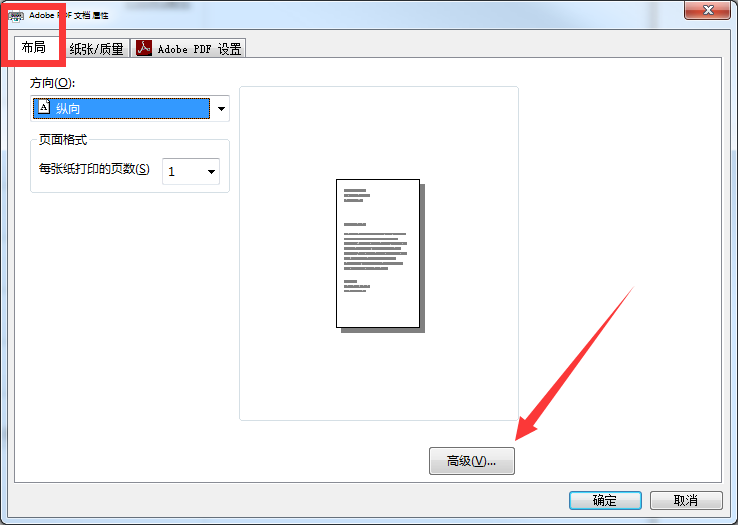 Adobe PDF 文档 属性
布局
纸张/质量
Adobe PDF 设置
方向(O):
纵向
页面格式
每张纸打印的页数(S)
1
高级(V)...
确定
取消